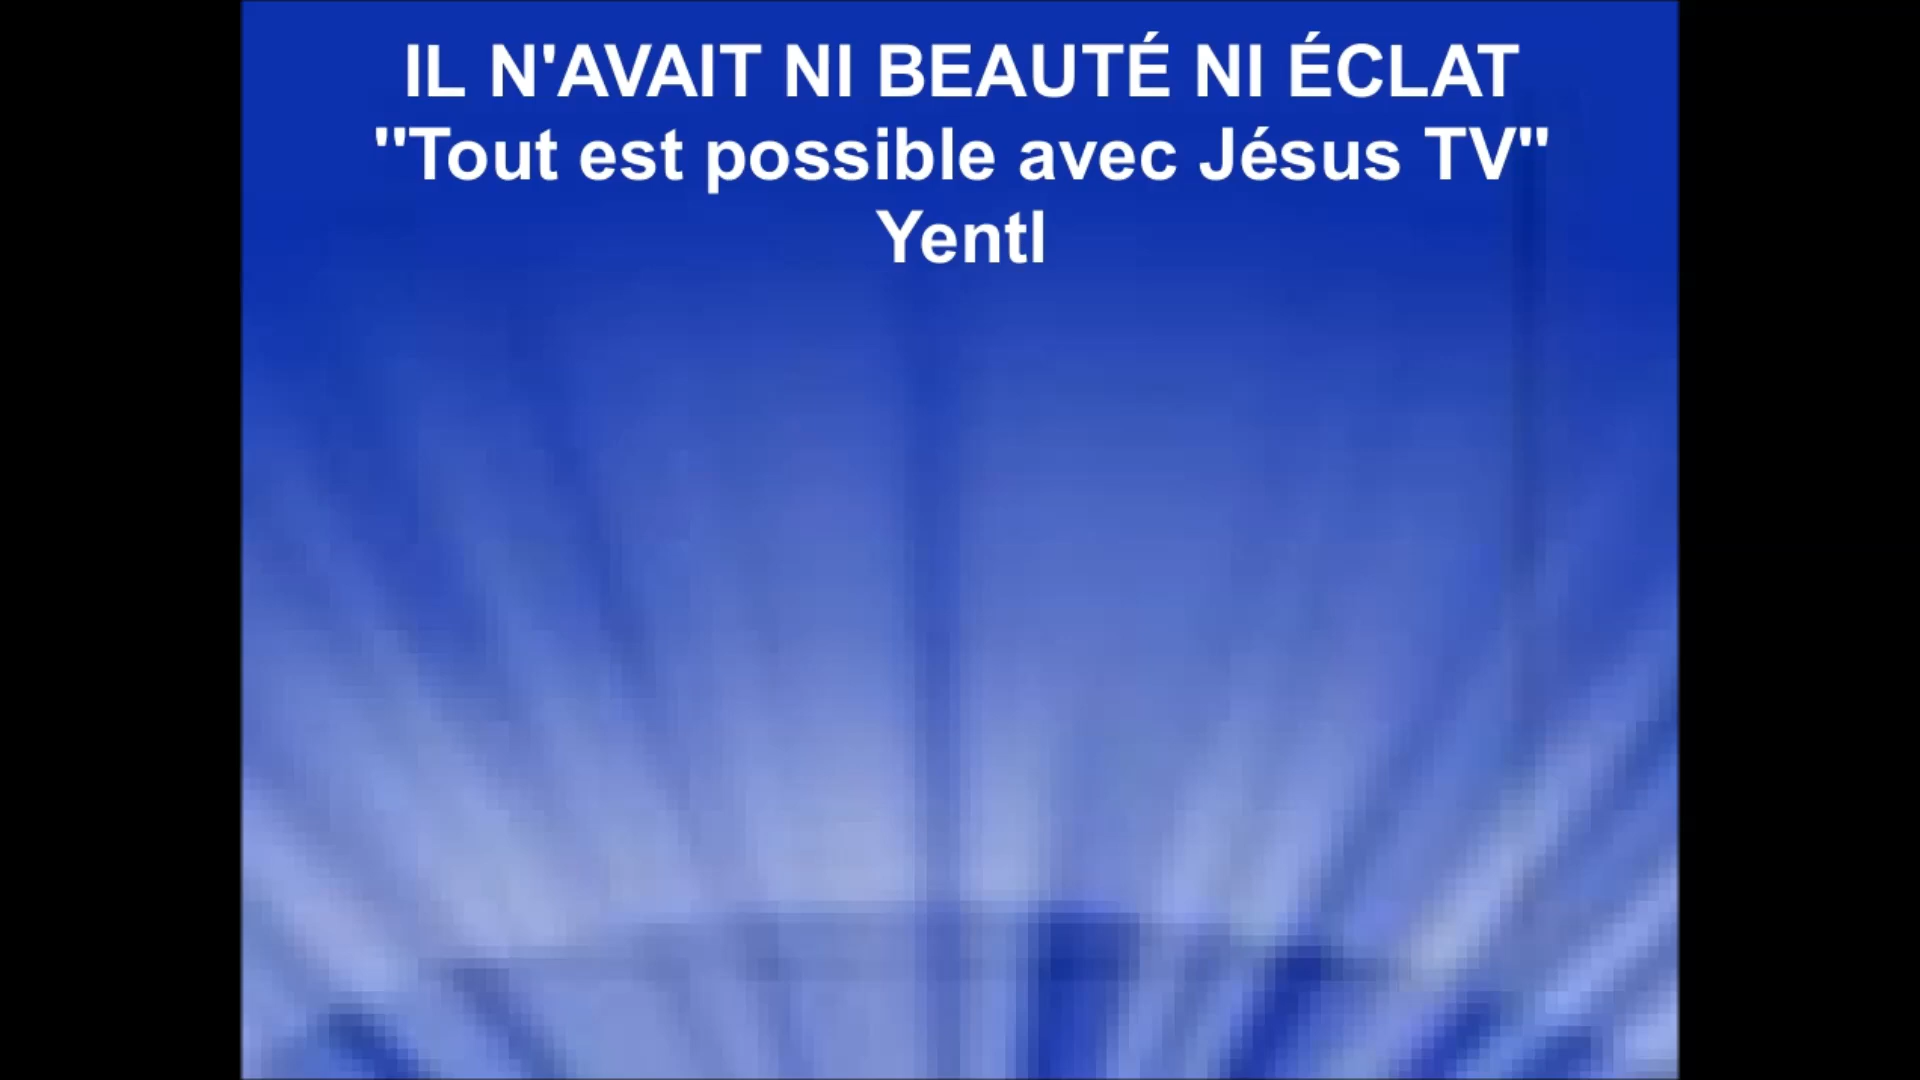 IL N'AVAIT NI BEAUTÉ NI ÉCLAT
"Tout est possible avec Jésus TV"
Yentl